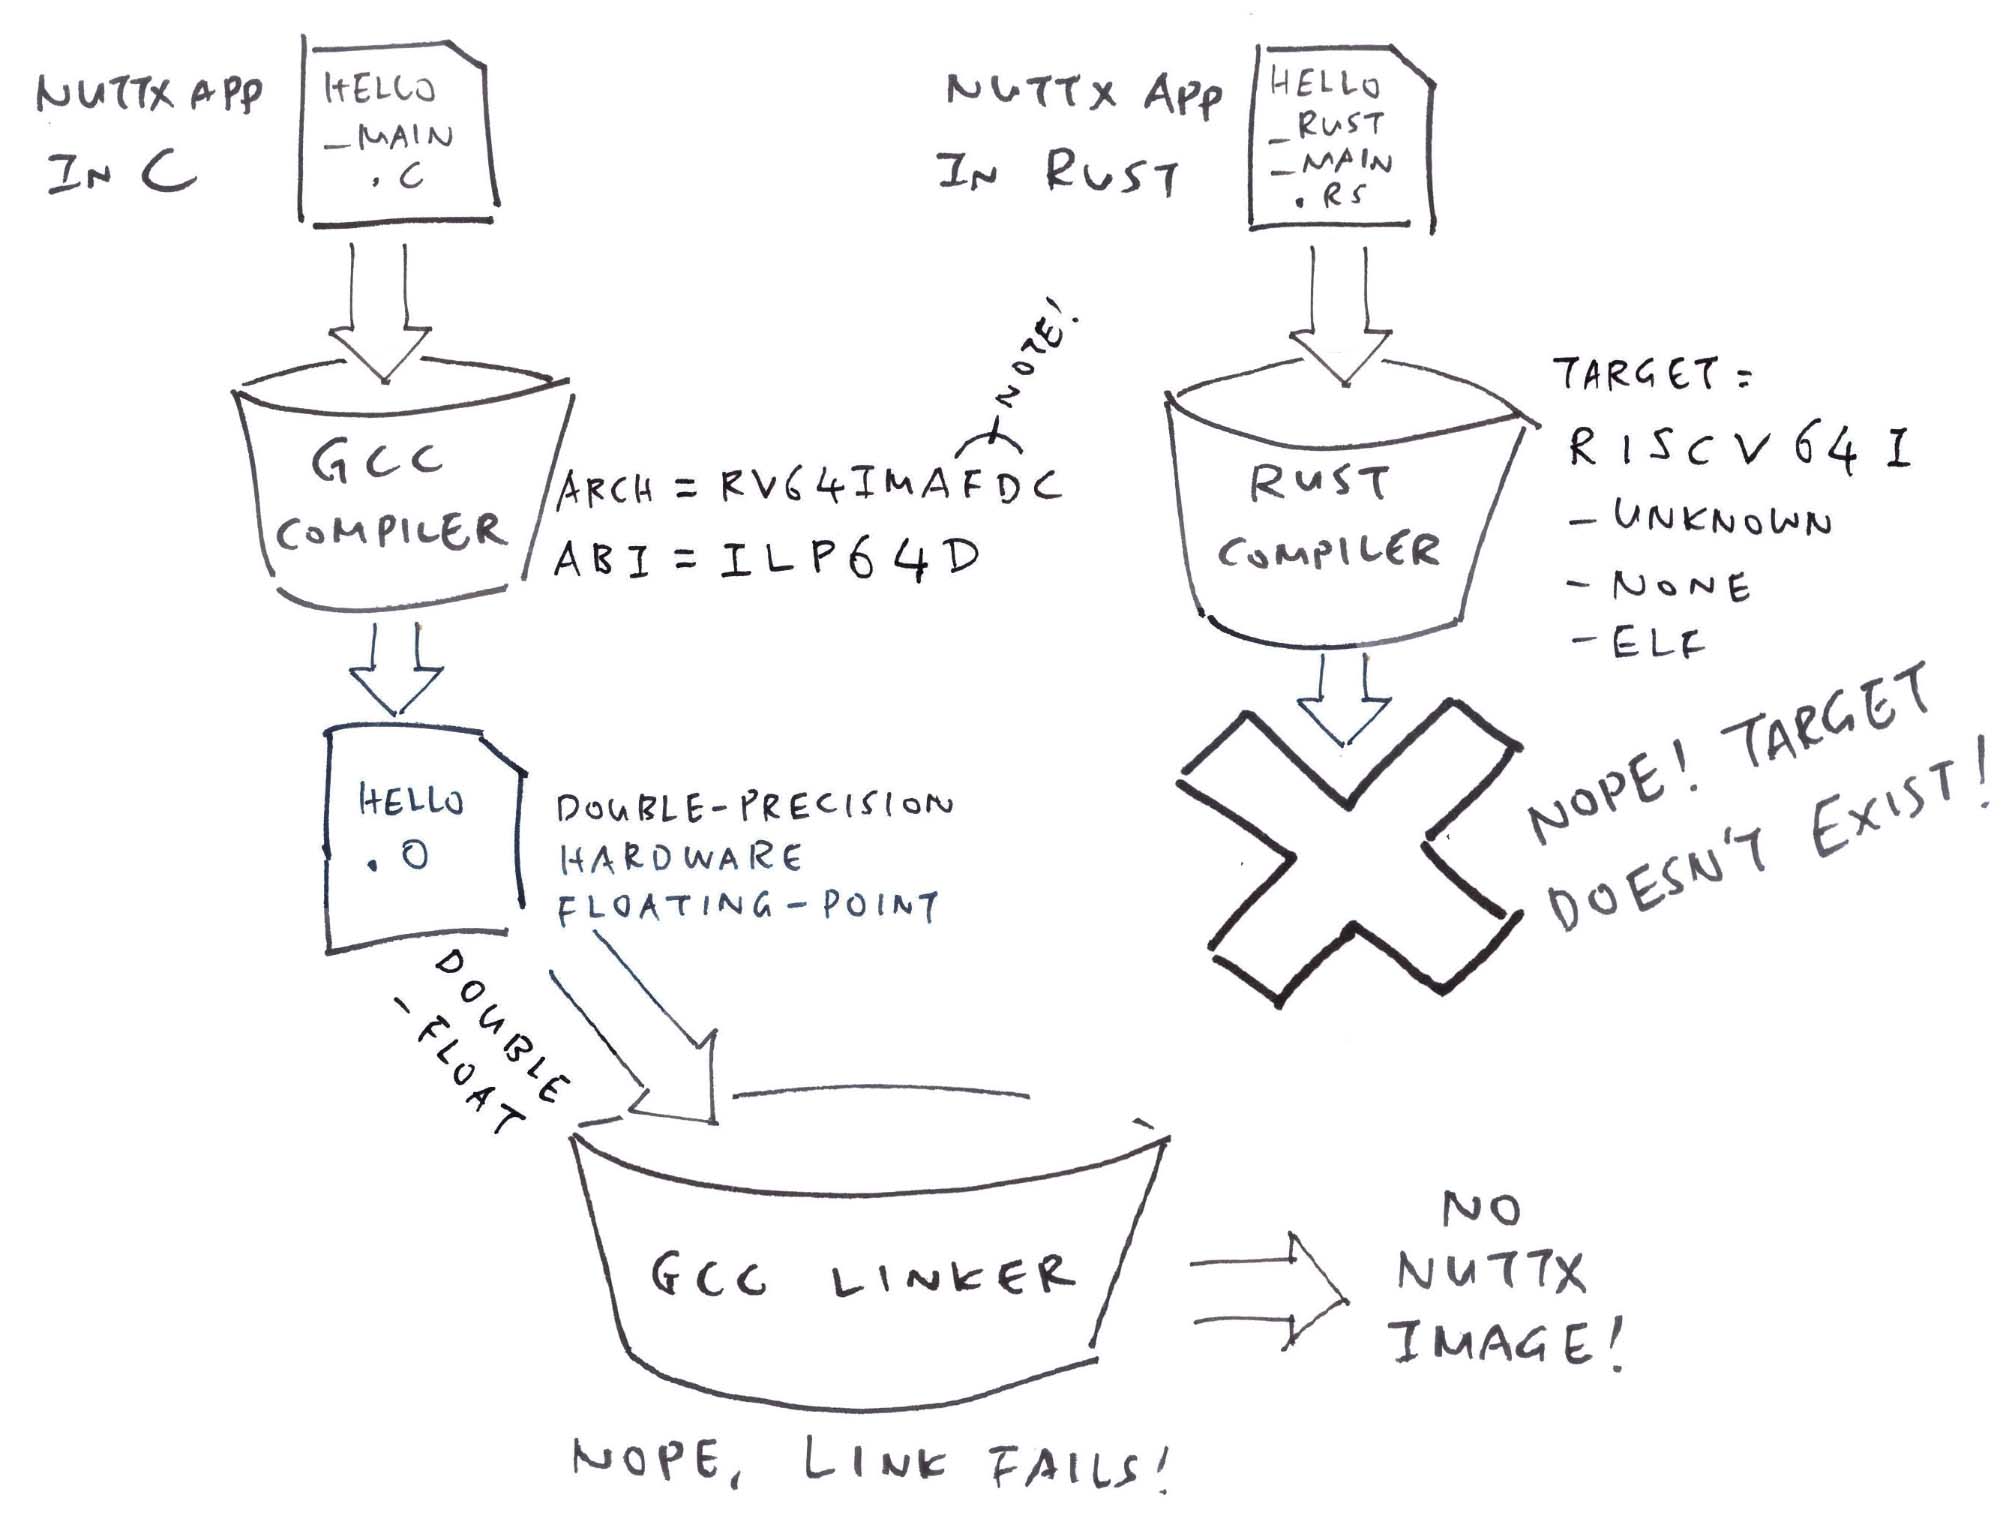 NUTTX APP
IN C
HELLO
_MAIN
.C
NUTTX APP
IN RUST
HELLO
_RUST
_MAIN
.RS
NOTE!
GCC
COMPILER
ARCH = RV64IMAFDC
ABI = ILP64D
RUST
COMPILER
TARGET =
RISCV64I
- UNKNOWN
- NONE
- ELF
HELLO
.O
DOUBLE-PRECISION
HARDWARE
FLOATING-POINT
NOPE! TARGET
DOESN'T EXIST!
DOUBLE
-FLOAT
GCC LINKER
NO
NUTTX
IMAGE!
NOPE, LINK FAILS!